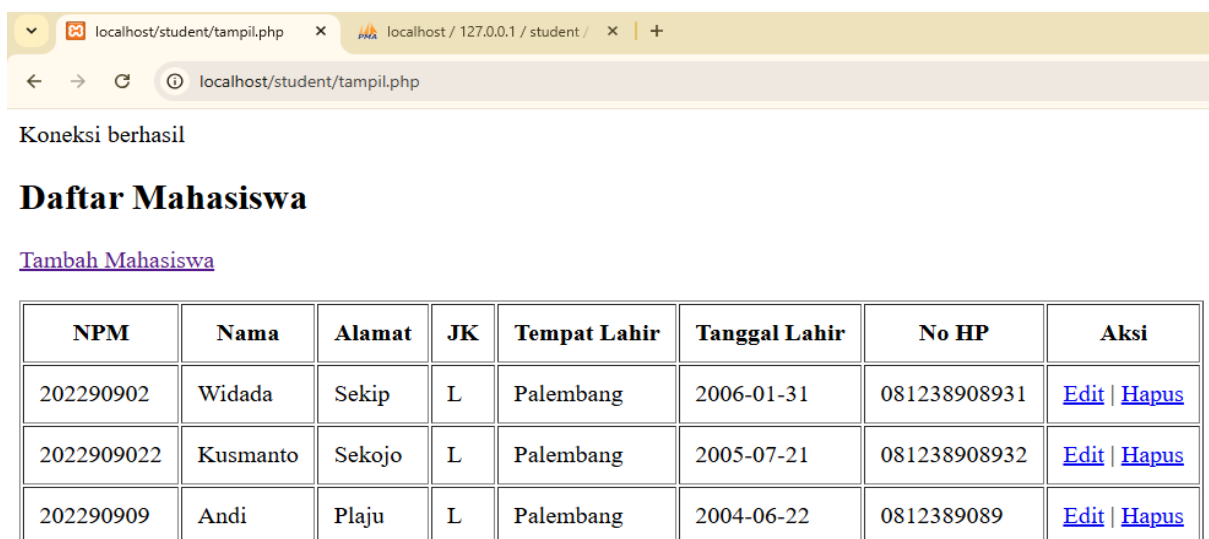 localhost/student/tampil.php × localhost / 127.0.0.1 / student / × +
localhost/student/tampil.php
Koneksi berhasil
Daftar Mahasiswa
Tambah Mahasiswa
NPM Nama Alamat JK Tempat Lahir Tanggal Lahir No HP Aksi
202290902 Widada Sekip L Palembang 2006-01-31 081238908931 Edit | Hapus
2022909022 Kusmanto Sekojo L Palembang 2005-07-21 081238908932 Edit | Hapus
202290909 Andi Plaju L Palembang 2004-06-22 0812389089 Edit | Hapus